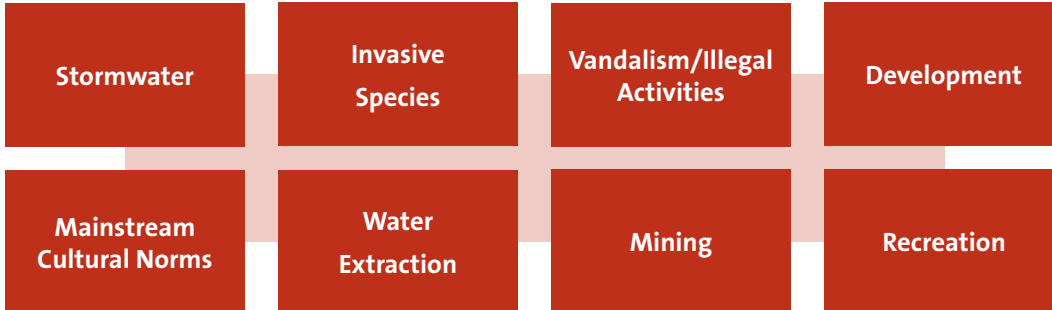 Stormwater
Invasive
Species
Vandalism/Illegal
Activities
Development
Mainstream
Cultural Norms
Water
Extraction
Mining
Recreation